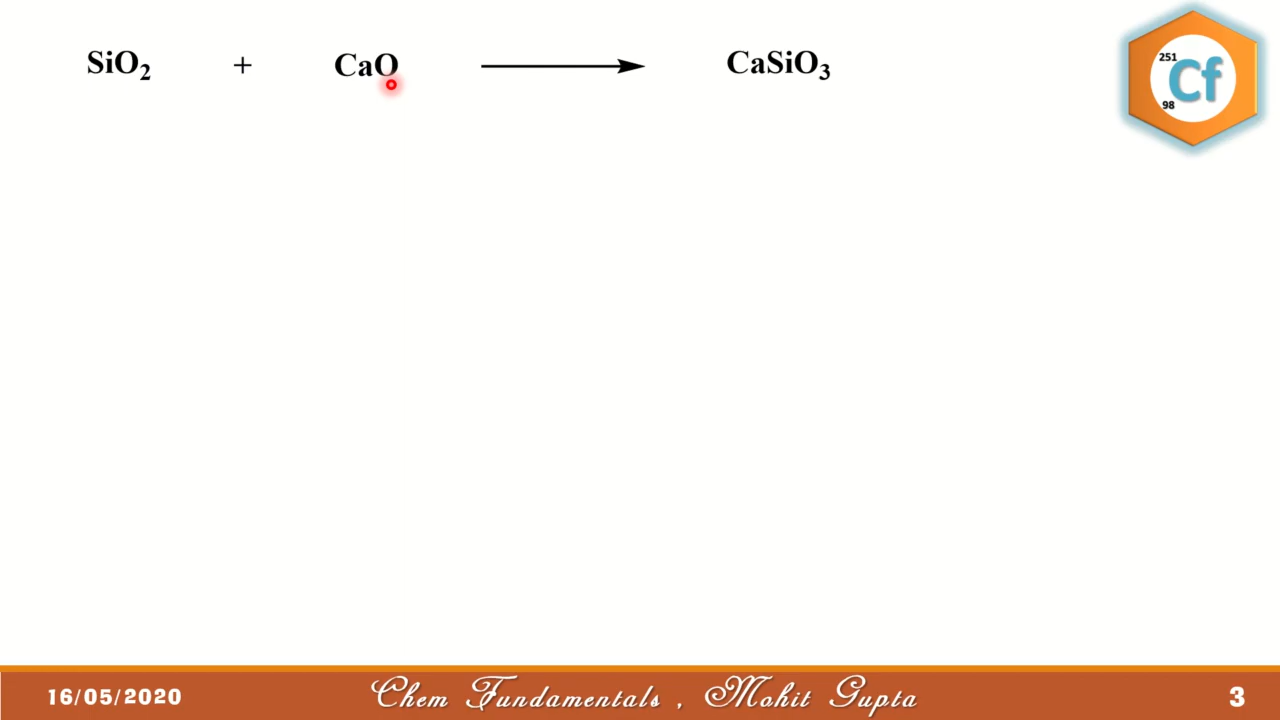 SiO₂ + CaO ⟶ CaSiO₃
251
Cf
98
16/05/2020 Chem Fundamentals , Mohit Gupta 3